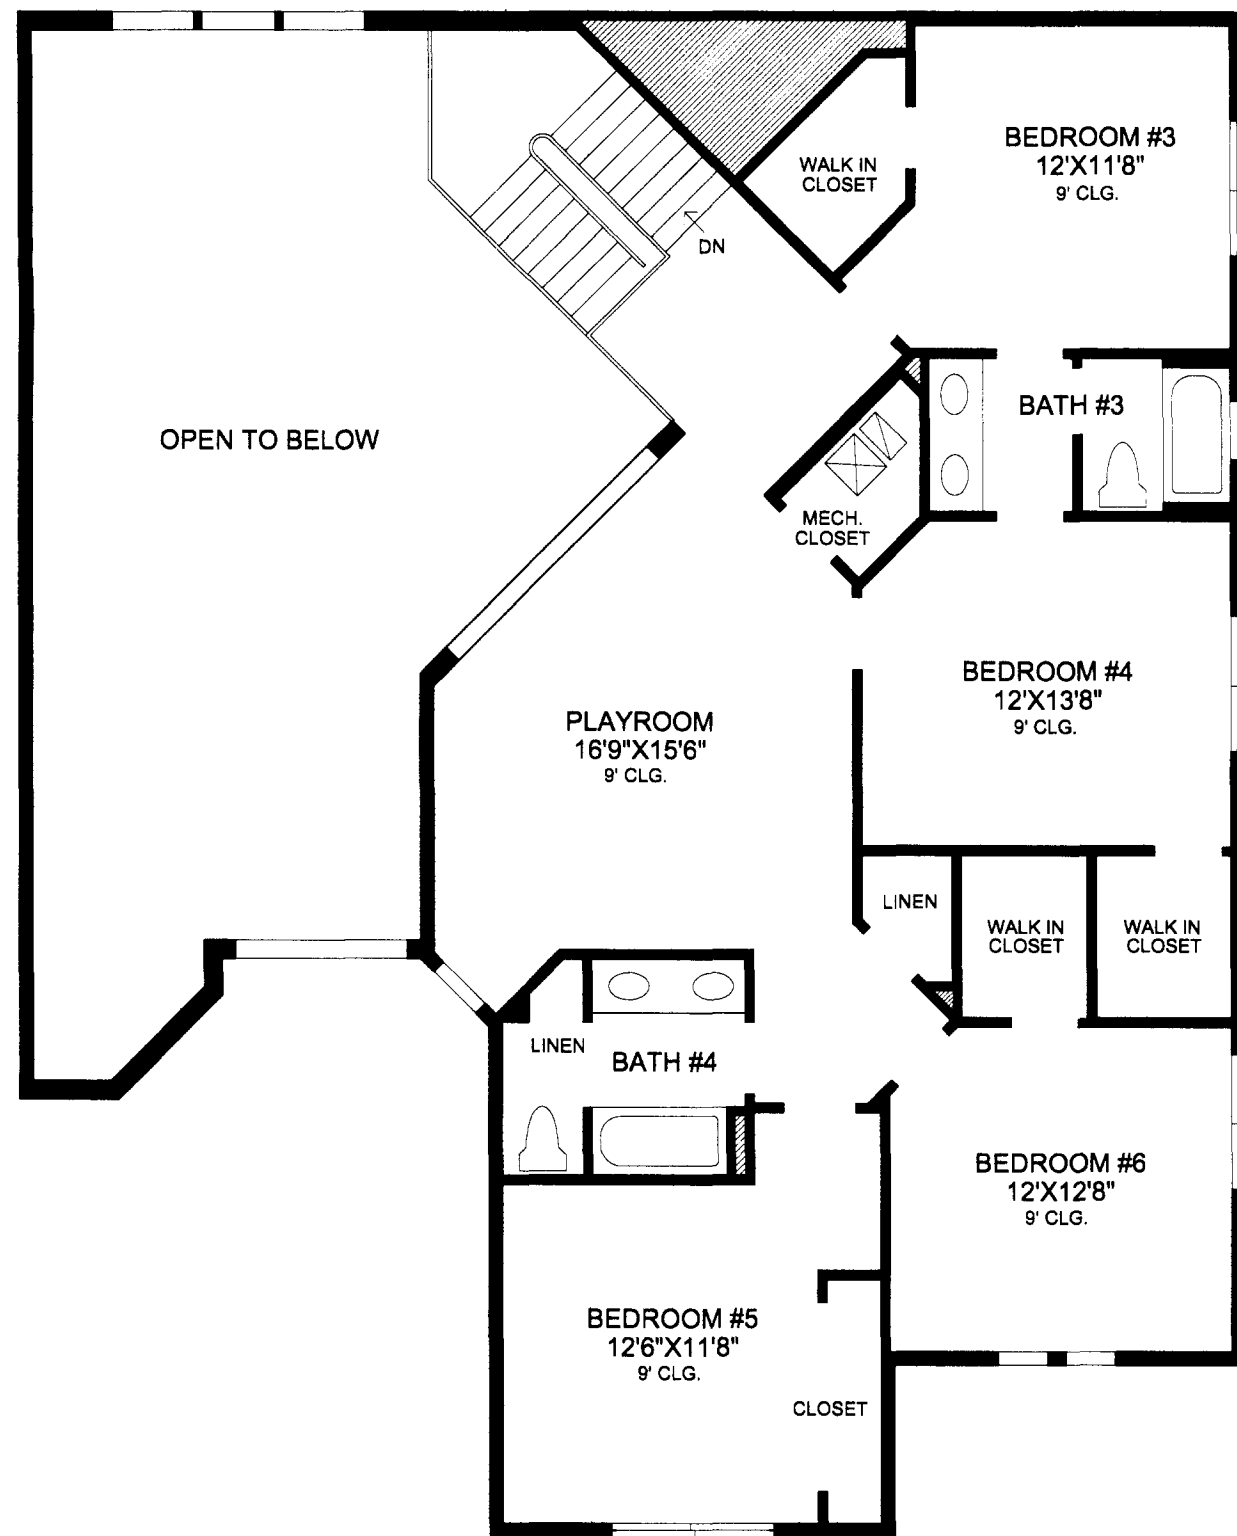 BEDROOM #3
12'X11'8"
9' CLG.
WALK IN
CLOSET
DN
BATH #3
OPEN TO BELOW
MECH.
CLOSET
BEDROOM #4
12'X13'8"
9' CLG.
PLAYROOM
16'9"X15'6"
9' CLG.
LINEN
WALK IN
CLOSET
WALK IN
CLOSET
LINEN
BATH #4
BEDROOM #6
12'X12'8"
9' CLG.
BEDROOM #5
12'6"X11'8"
9' CLG.
CLOSET